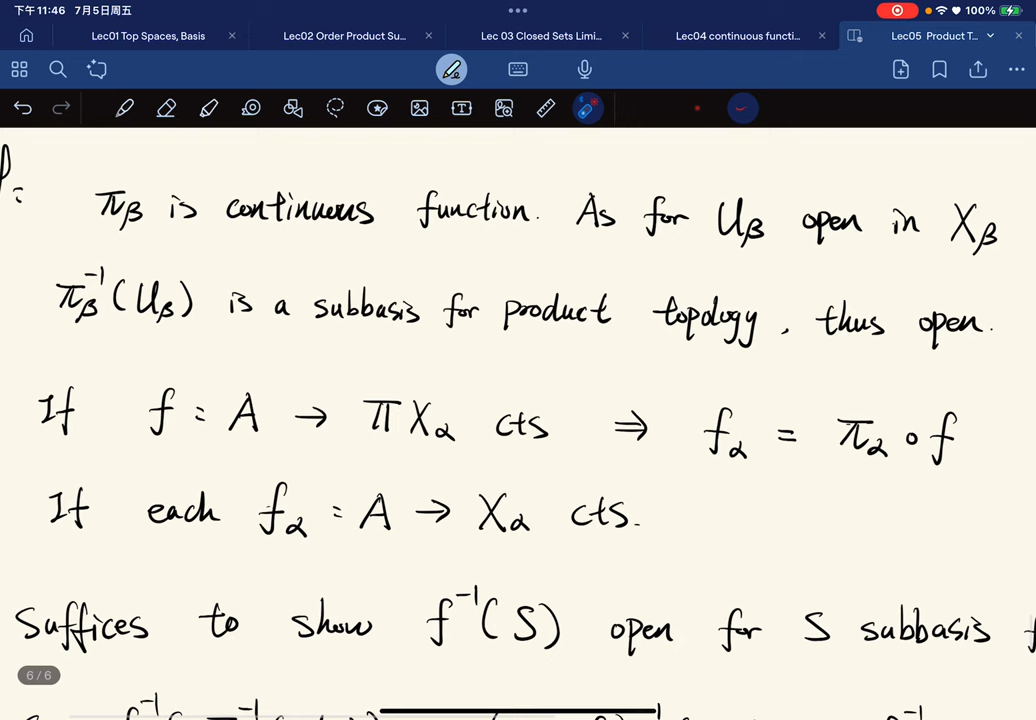 下午11:46 7月5日周五
100%
Lec01 Top Spaces, Basis
Lec02 Order Product Su...
Lec 03 Closed Sets Limi...
Lec04 continuous functi...
Lec05 Product T...
πβ is continuous function. As for Uβ open in Xβ
πβ⁻¹(Uβ) is a subbasis for product topology, thus open.
If f : A → πXα cts ⇒ fα = πα ∘ f
If each fα : A → Xα cts.
Suffices to show f⁻¹(S) open for S subbasis
6 / 6